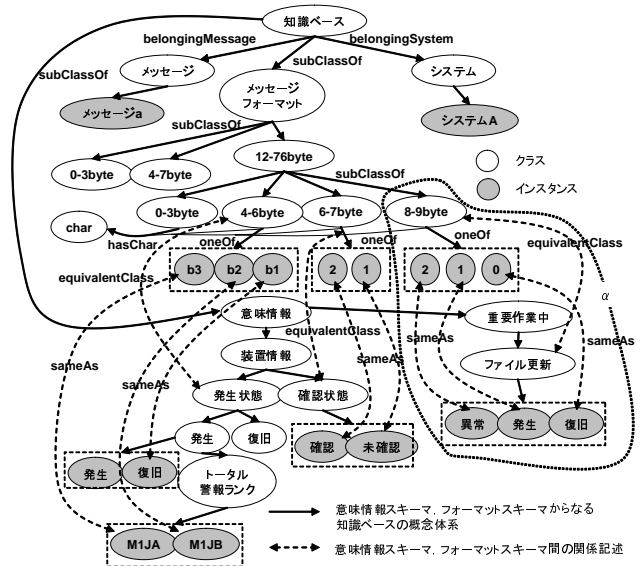 知識ベース
belongingMessage
belongingSystem
subClassOf
subClassOf
メッセージ
システム
メッセージ
フォーマット
メッセージa
システムA
subClassOf
12-76byte
クラス
0-3byte
4-7byte
subClassOf
インスタンス
0-3byte
4-6byte
6-7byte
8-9byte
char
hasChar
oneOf
oneOf
oneOf
equivalentClass
equivalentClass
b3
b2
b1
2
1
2
1
0
α
意味情報
equivalentClass
重要作業中
装置情報
sameAs
sameAs
sameAs
sameAs
ファイル更新
発生状態
確認状態
異常
発生
復旧
発生
復旧
確認
未確認
発生
復旧
トータル
警報ランク
意味情報スキーマ，フォーマットスキーマからなる
知識ベースの概念体系
M1JA
M1JB
意味情報スキーマ，フォーマットスキーマ間の関係記述